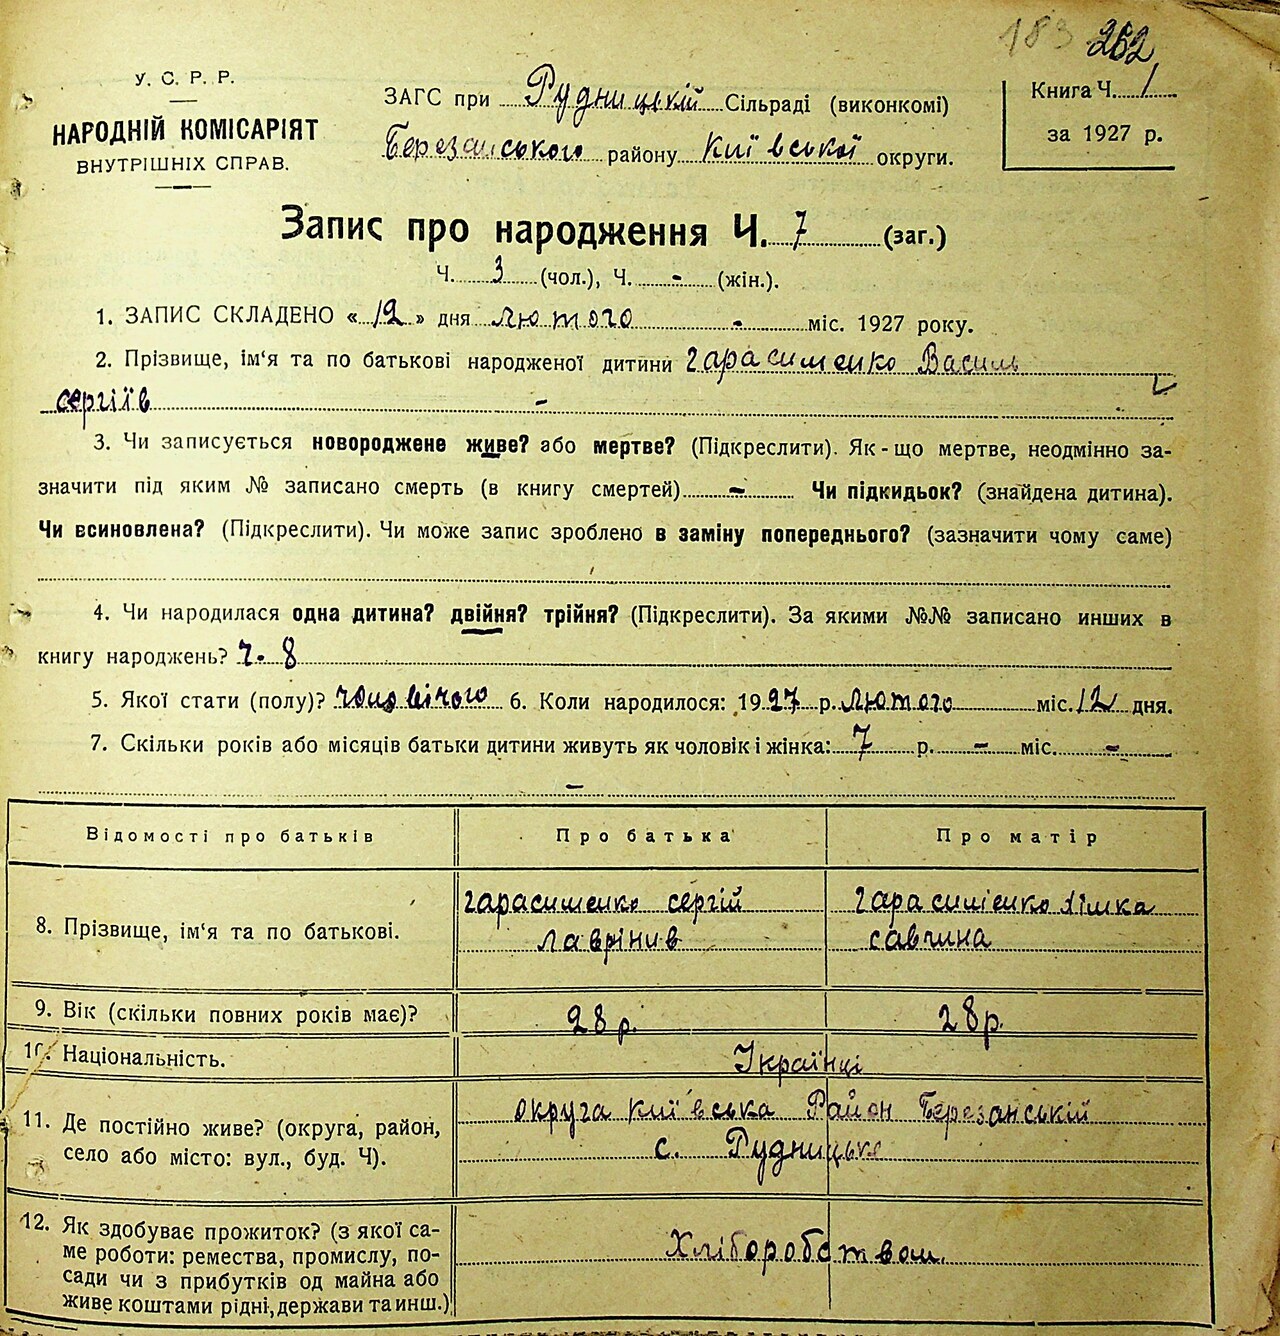 183 252
У. С. Р. Р.
НАРОДНІЙ КОМІСАРІЯТ
ВНУТРІШНІХ СПРАВ.
ЗАГС при Рудницькій Сільраді (виконкомі)
Березанського району Київської округи.
Книга Ч. 1
за 1927 р.
Запис про народження Ч. 7 (заг.)
Ч. 3 (чол.), Ч. - (жін.).
1. ЗАПИС СКЛАДЕНО «12» дня лютого - міс. 1927 року.
2. Прізвище, ім‘я та по батькові народженої дитини Гарасименко Василь
сергіїв -
3. Чи записується новороджене живе? або мертве? (Підкреслити). Як-що мертве, неодмінно за-
значити під яким № записано смерть (в книгу смертей) - Чи підкидьок? (знайдена дитина).
Чи всиновлена? (Підкреслити). Чи може запис зроблено в заміну попереднього? (зазначити чому саме)
4. Чи народилася одна дитина? двійня? трійня? (Підкреслити). За якими №№ записано инших в
книгу народжень? ч. 8
5. Якої стати (полу)? чоловічого 6. Коли народилося: 1927 р. лютого міс. 12 дня.
7. Скільки років або місяців батьки дитини живуть як чоловік і жінка: 7 р. - міс. -
-
Відомості про батьків Про батька Про матір
8. Прізвище, ім'я та по батькові. гарасименко сергій гарасименко
лаврінив савчина
9. Вік (скільки повних років має)? 28 р. 28 р.
10. Національність. Українці
11. Де постійно живе? (округа, район,
село або місто: вул., буд. Ч). округа київська Район Березанській
с. Рудницьке
12. Як здобуває прожиток? (з якої са-
ме роботи: ремества, промислу, по-
сади чи з прибутків од майна або
живе коштами рідні, держави та инш.) Хліборобством.